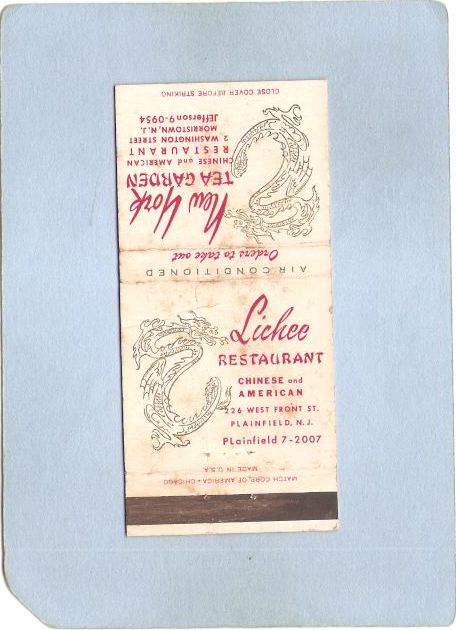 CLOSE COVER BEFORE STRIKING
New York
TEA GARDEN
CHINESE and AMERICAN
RESTAURANT
2 WASHINGTON STREET
MORRISTOWN, N.J.
JEfferson 9-0954
Orders to take out
AIR CONDITIONED
Lichee
RESTAURANT
CHINESE and
AMERICAN
226 WEST FRONT ST.
PLAINFIELD, N.J.
PLainfield 7-2007
MADE IN U.S.A.
MATCH CORP. OF AMERICA • CHICAGO